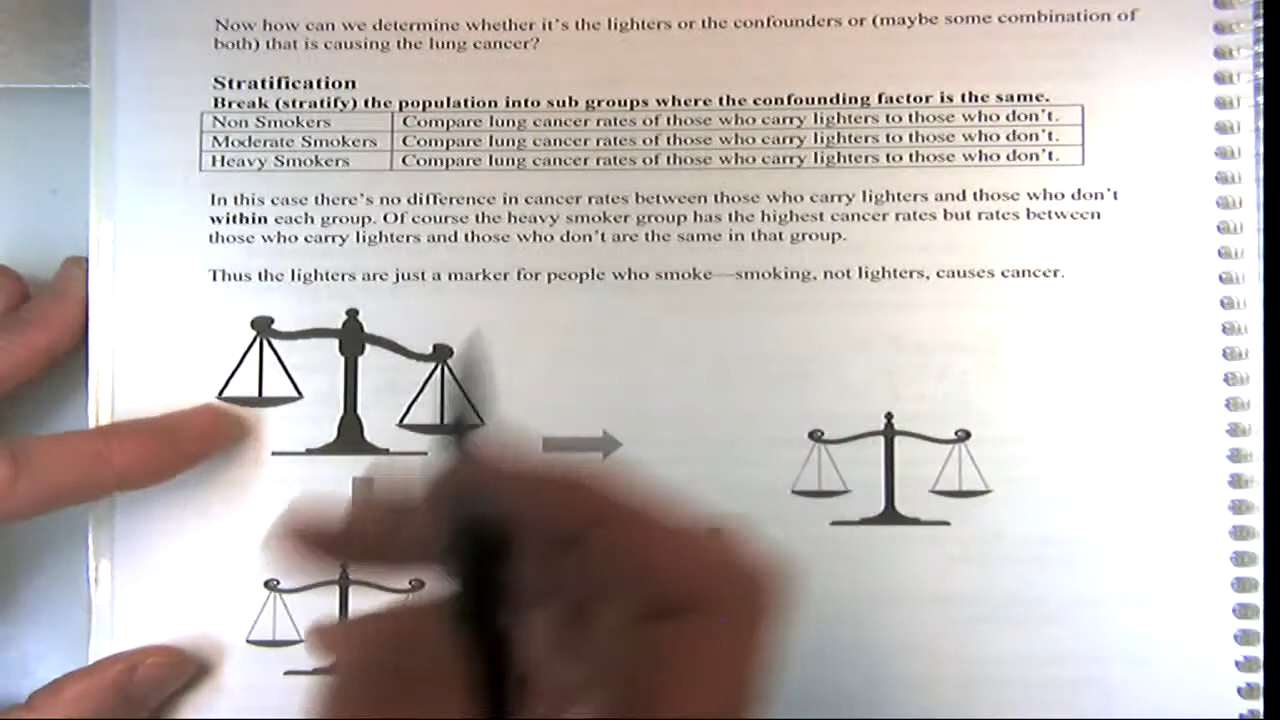 Now how can we determine whether it's the lighters or the confounders or (maybe some combination of
both) that is causing the lung cancer?
Stratification
Break (stratify) the population into sub groups where the confounding factor is the same.
Non Smokers Compare lung cancer rates of those who carry lighters to those who don't.
Moderate Smokers Compare lung cancer rates of those who carry lighters to those who don't.
Heavy Smokers Compare lung cancer rates of those who carry lighters to those who don't.
In this case there's no difference in cancer rates between those who carry lighters and those who don't
within each group. Of course the heavy smoker group has the highest cancer rates but rates between
those who carry lighters and those who don't are the same in that group.
Thus the lighters are just a marker for people who smoke—smoking, not lighters, causes cancer.